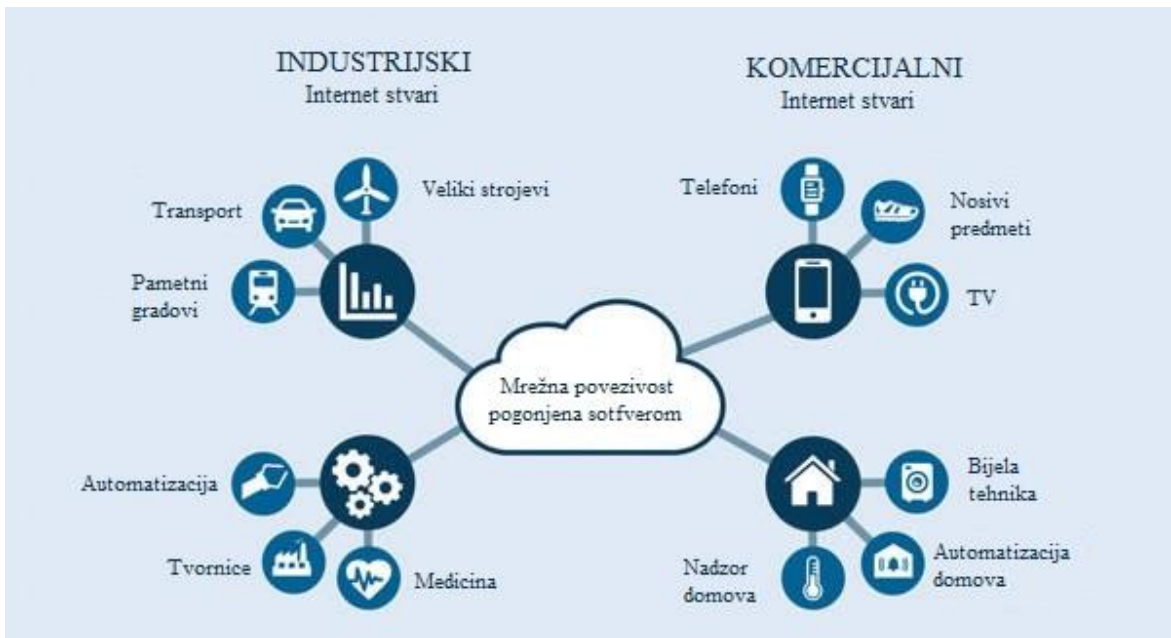 INDUSTRIJSKI
Internet stvari
KOMERCIJALNI
Internet stvari
Transport
Veliki strojevi
Pametni
gradovi
Telefoni
Nosivi
predmeti
TV
Mrežna povezivost
pogonjena sotfverom
Automatizacija
Tvornice
Medicina
Bijela
tehnika
Automatizacija
domova
Nadzor
domova